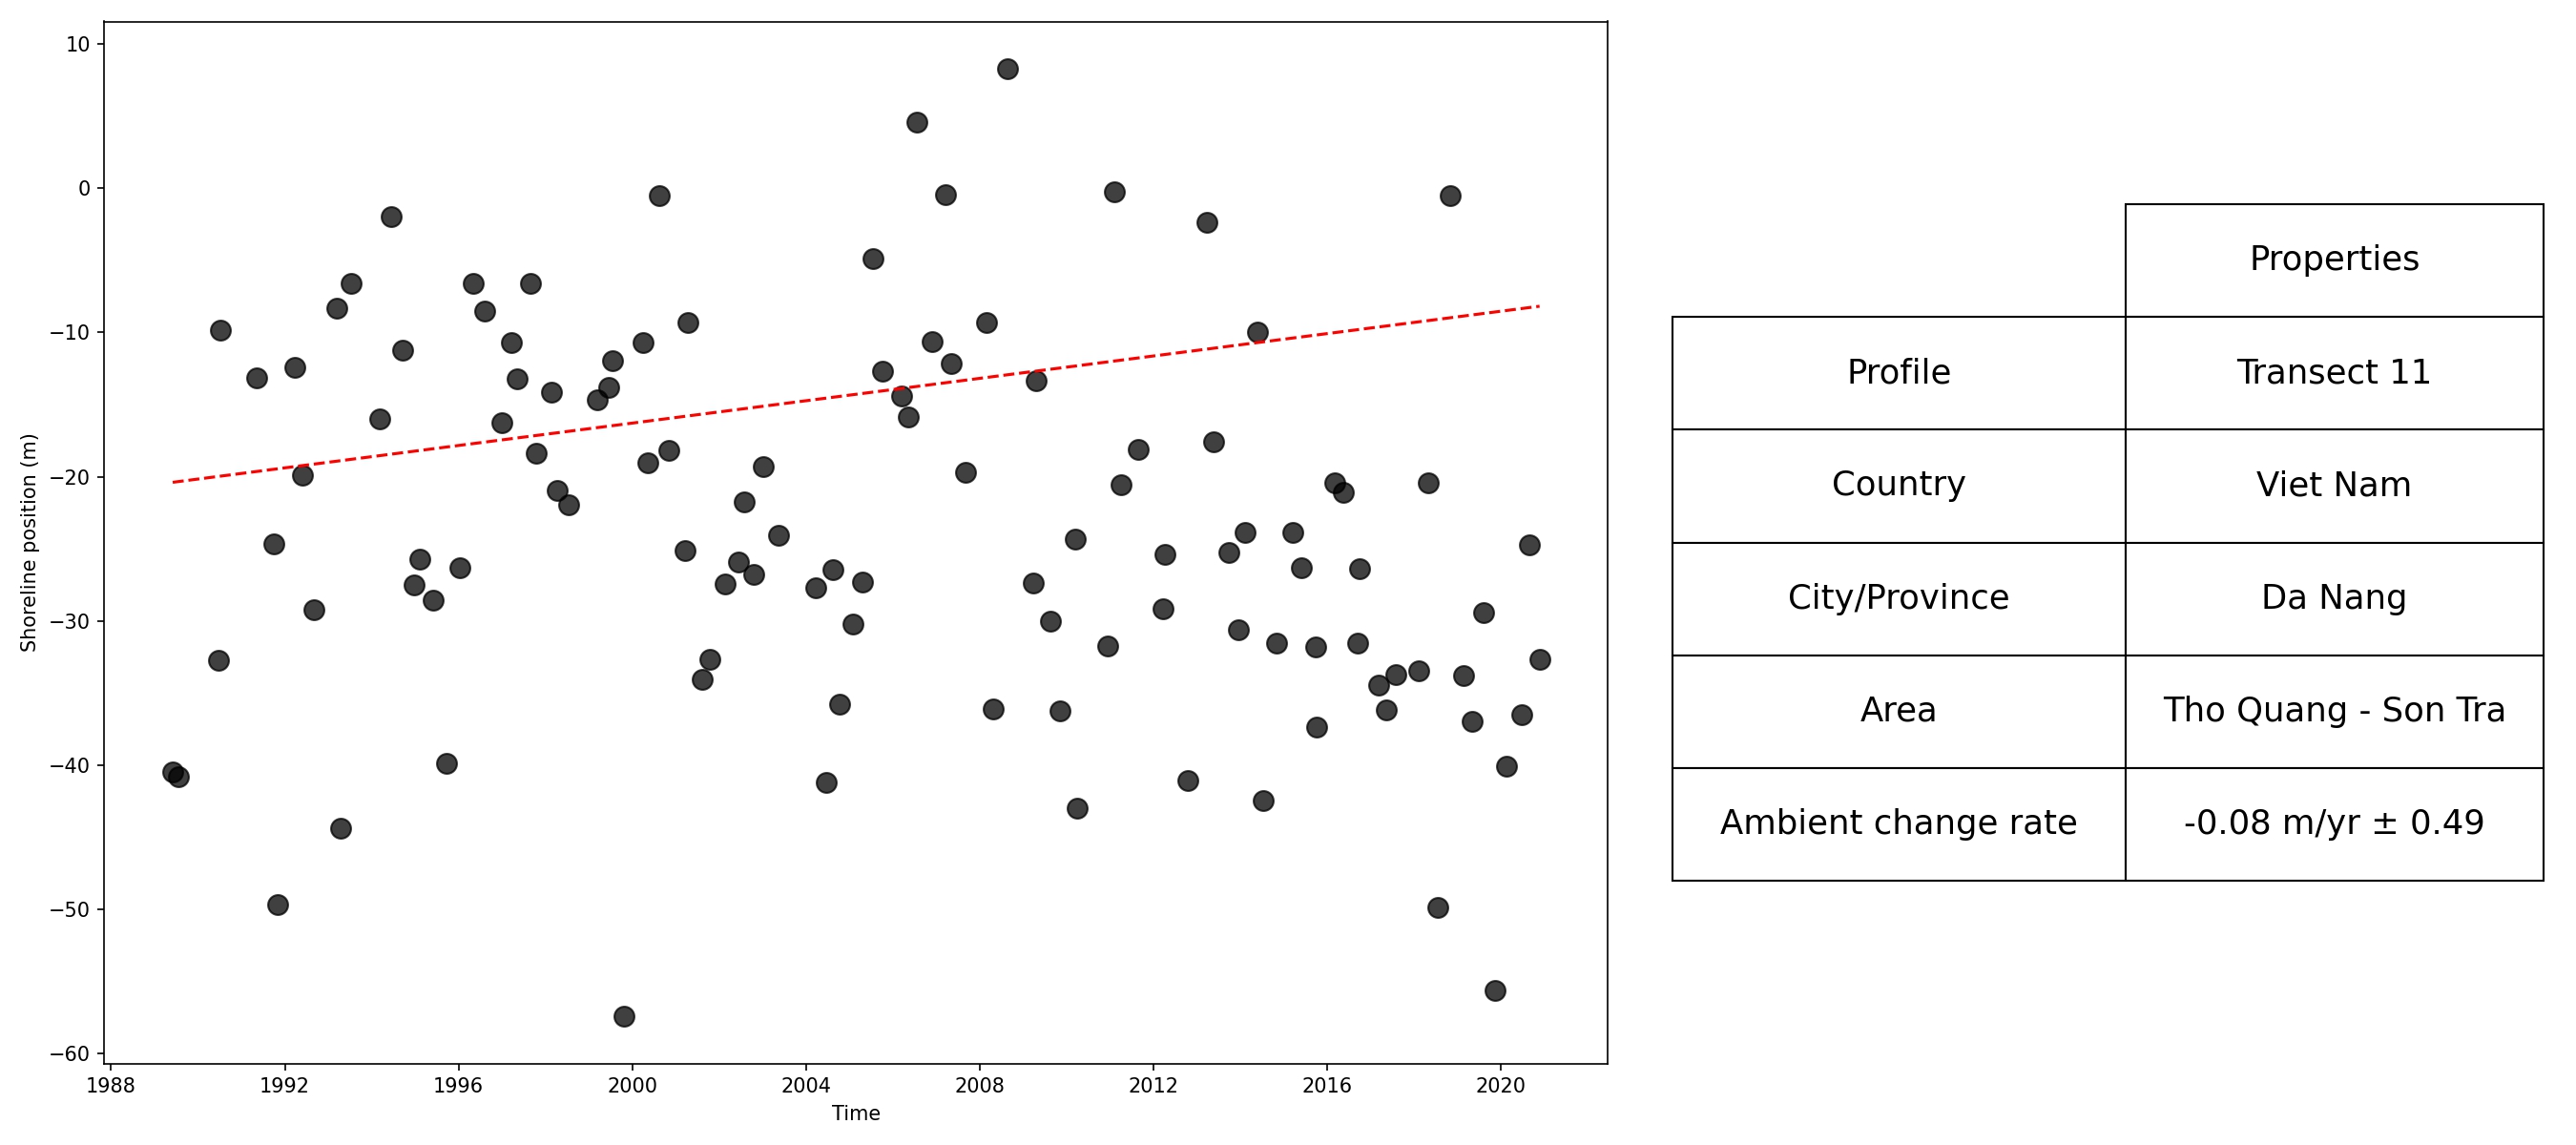 10
0
−10
−20
−30
−40
−50
−60
Shoreline position (m)
1988 1992 1996 2000 2004 2008 2012 2016 2020
Time
Properties
Profile Transect 11
Country Viet Nam
City/Province Da Nang
Area Tho Quang - Son Tra
Ambient change rate -0.08 m/yr ± 0.49